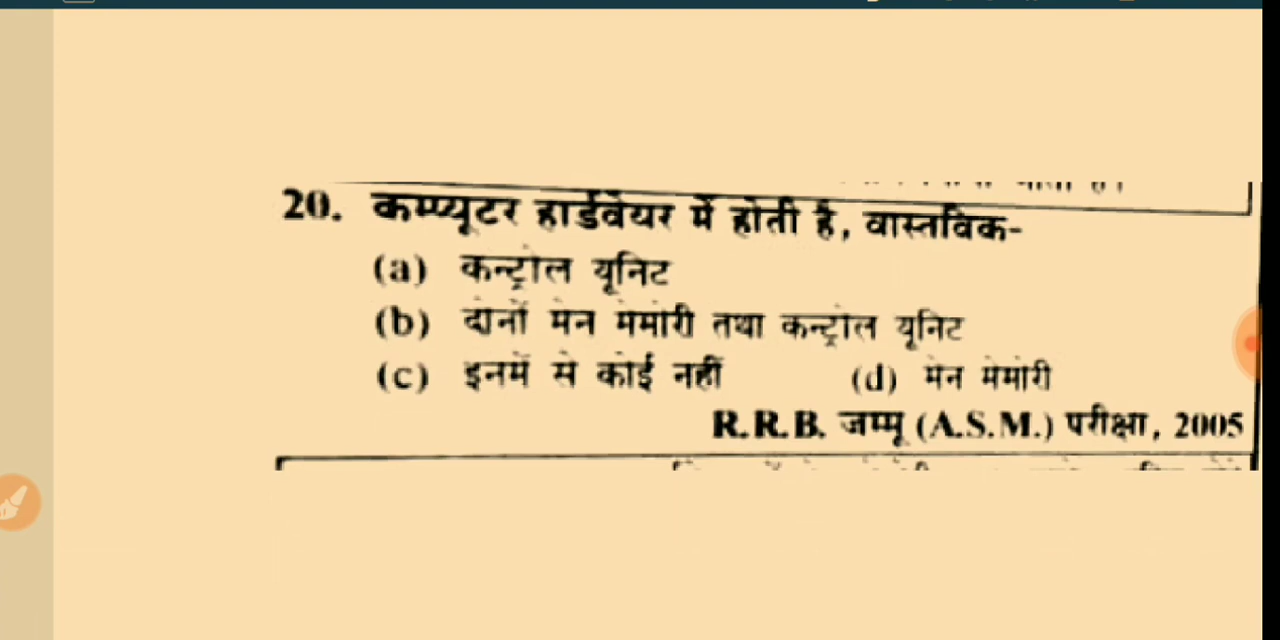 20. कम्प्यूटर हार्डवेयर में होती है, वास्तविक-
(a) कन्ट्रोल यूनिट
(b) दोनों मेन मेमोरी तथा कन्ट्रोल यूनिट
(c) इनमें से कोई नहीं (d) मेन मेमोरी
R.R.B. जम्मू (A.S.M.) परीक्षा, 2005